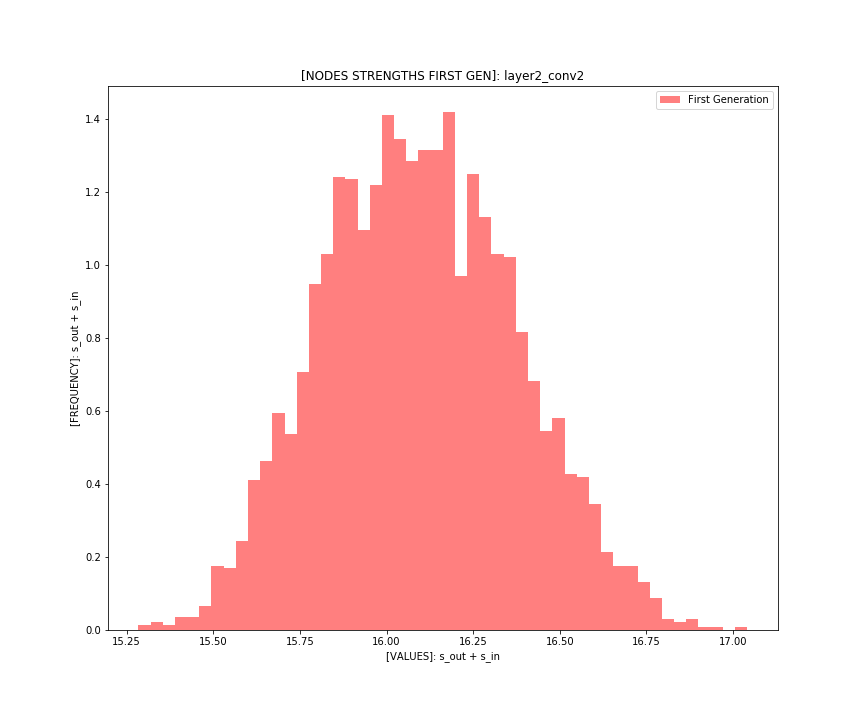 [NODES STRENGTHS FIRST GEN]: layer2_conv2
First Generation
1.4
1.2
1.0
0.8
0.6
0.4
0.2
0.0
[FREQUENCY]: s_out + s_in
15.25 15.50 15.75 16.00 16.25 16.50 16.75 17.00
[VALUES]: s_out + s_in